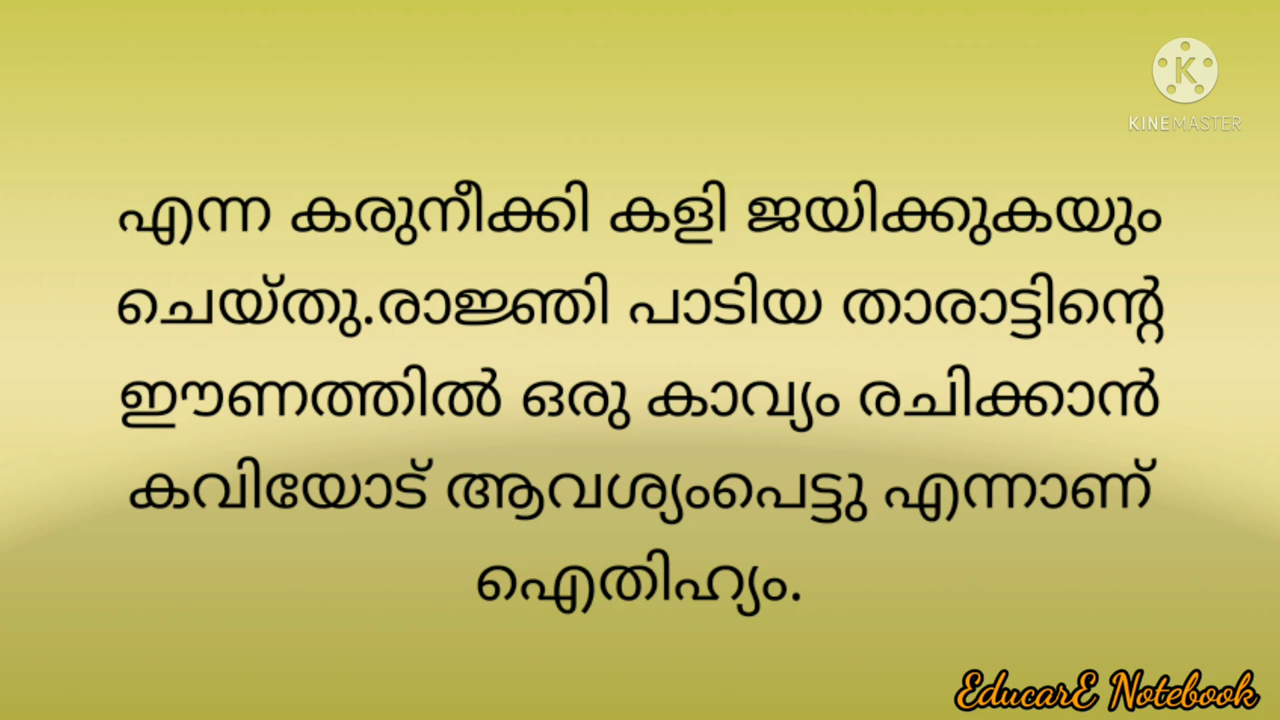 KINEMASTER
എന്ന കരുനീക്കി കളി ജയിക്കുകയും
ചെയ്തു.രാജ്ഞി പാടിയ താരാട്ടിന്റെ
ഈണത്തിൽ ഒരു കാവ്യം രചിക്കാൻ
കവിയോട് ആവശ്യംപെട്ടു എന്നാണ്
ഐതിഹ്യം.
EducarE Notebook